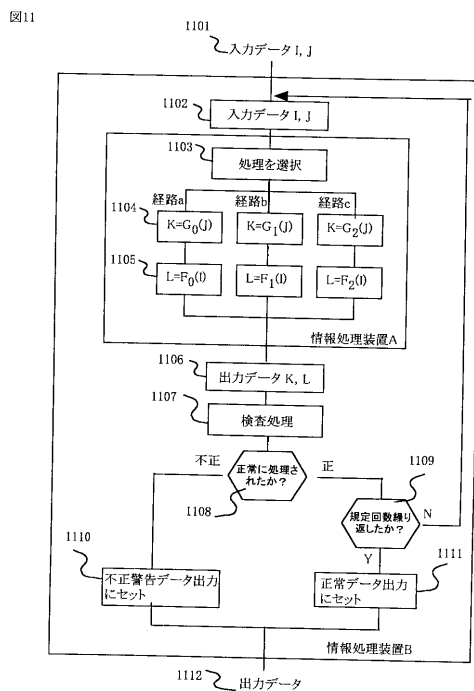 図11
1101
入力データ I, J
1102
入力データ I, J
1103
処理を選択
経路a
経路b
経路c
1104
K=G0(J)
K=G1(J)
K=G2(J)
1105
L=F0(I)
L=F1(I)
L=F2(I)
情報処理装置A
1106
出力データ K, L
1107
検査処理
不正
正常に処理さ
れたか?
正
1108
1109
規定回数繰り
返したか?
N
Y
1110
不正警告データ出力
にセット
正常データ出力
にセット
1111
情報処理装置B
1112
出力データ